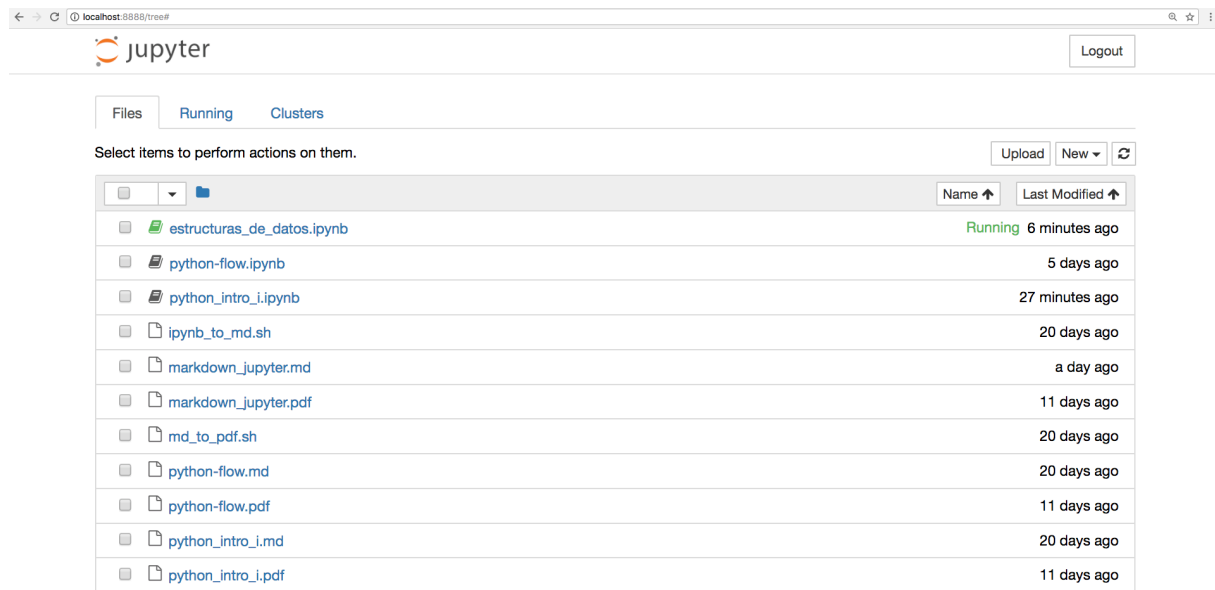 localhost:8888/tree#
jupyter
Logout
Files Running Clusters
Select items to perform actions on them.
Upload New
Name Last Modified
estructuras_de_datos.ipynb Running 6 minutes ago
python-flow.ipynb 5 days ago
python_intro_i.ipynb 27 minutes ago
ipynb_to_md.sh 20 days ago
markdown_jupyter.md a day ago
markdown_jupyter.pdf 11 days ago
md_to_pdf.sh 20 days ago
python-flow.md 20 days ago
python-flow.pdf 11 days ago
python_intro_i.md 20 days ago
python_intro_i.pdf 11 days ago